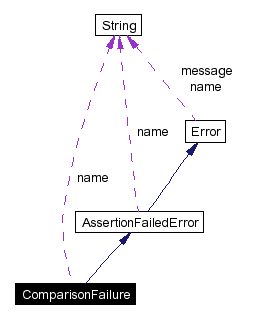 String
message
name
Error
name
name
AssertionFailedError
ComparisonFailure